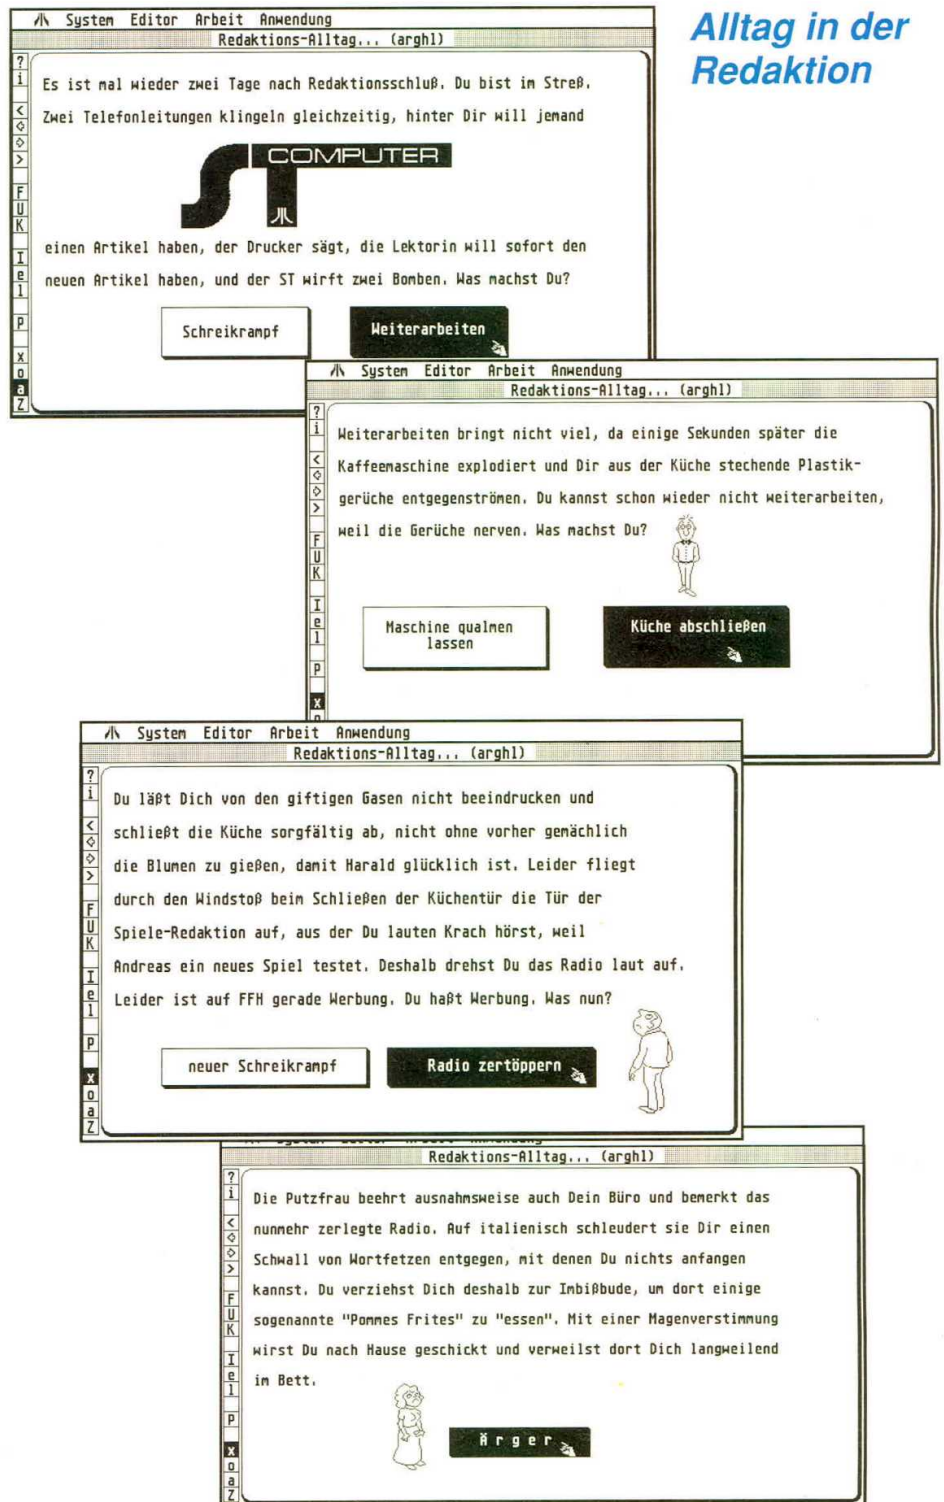 Alltag in der
Redaktion
System Editor Arbeit Anwendung
Redaktions-Alltag... (arghl)
?
i
<
>
F
U
K
I
e
l
P
x
o
a
Z
Es ist mal wieder zwei Tage nach Redaktionsschluß. Du bist im Streß.
Zwei Telefonleitungen klingeln gleichzeitig, hinter Dir will jemand
ST COMPUTER
einen Artikel haben, der Drucker sägt, die Lektorin will sofort den
neuen Artikel haben, und der ST wirft zwei Bomben. Was machst Du?
Schreikrampf
Weiterarbeiten
System Editor Arbeit Anwendung
Redaktions-Alltag... (arghl)
?
i
<
>
F
U
K
I
e
l
P
x
o
Weiterarbeiten bringt nicht viel, da einige Sekunden später die
Kaffeemaschine explodiert und Dir aus der Küche stechende Plastik-
gerüche entgegenströmen. Du kannst schon wieder nicht weiterarbeiten,
weil die Gerüche nerven. Was machst Du?
Maschine qualmen
lassen
Küche abschließen
System Editor Arbeit Anwendung
Redaktions-Alltag... (arghl)
?
i
<
>
F
U
K
I
e
l
P
x
o
a
Z
Du läßt Dich von den giftigen Gasen nicht beeindrucken und
schließt die Küche sorgfältig ab, nicht ohne vorher gemächlich
die Blumen zu gießen, damit Harald glücklich ist. Leider fliegt
durch den Windstoß beim Schließen der Küchentür die Tür der
Spiele-Redaktion auf, aus der Du lauten Krach hörst, weil
Andreas ein neues Spiel testet. Deshalb drehst Du das Radio laut auf.
Leider ist auf FFH gerade Werbung. Du haßt Werbung. Was nun?
neuer Schreikrampf
Radio zertöppern
System Editor Arbeit Anwendung
Redaktions-Alltag... (arghl)
?
i
<
>
F
U
K
I
e
l
P
x
o
a
Z
Die Putzfrau beehrt ausnahmsweise auch Dein Büro und bemerkt das
nunmehr zerlegte Radio. Auf italienisch schleudert sie Dir einen
Schwall von Wortfetzen entgegen, mit denen Du nichts anfangen
kannst. Du verziehst Dich deshalb zur Imbißbude, um dort einige
sogenannte "Pommes Frites" zu "essen". Mit einer Magenverstimmung
wirst Du nach Hause geschickt und verweilst dort Dich langweilend
im Bett.
Ärger